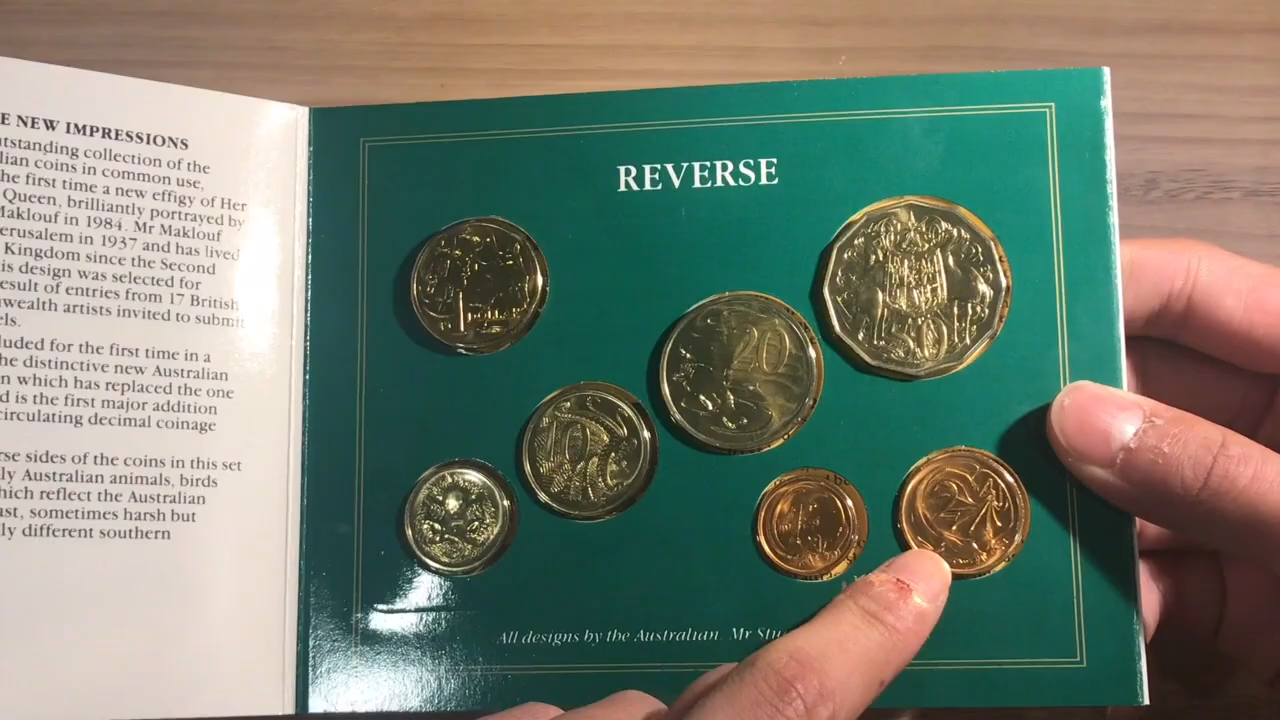 E NEW IMPRESSIONS
tstanding collection of the
lian coins in common use,
he first time a new effigy of Her
Queen, brilliantly portrayed by
Maklouf in 1984. Mr Maklouf
erusalem in 1937 and has lived
Kingdom since the Second
is design was selected for
esult of entries from 17 British
wealth artists invited to submit
els.
luded for the first time in a
he distinctive new Australian
n which has replaced the one
d is the first major addition
circulating decimal coinage
rse sides of the coins in this set
ly Australian animals, birds
hich reflect the Australian
ast, sometimes harsh but
ly different southern
REVERSE
1 DOLLAR
50
20
10
5
1
2
All designs by the Australian, Mr Stu